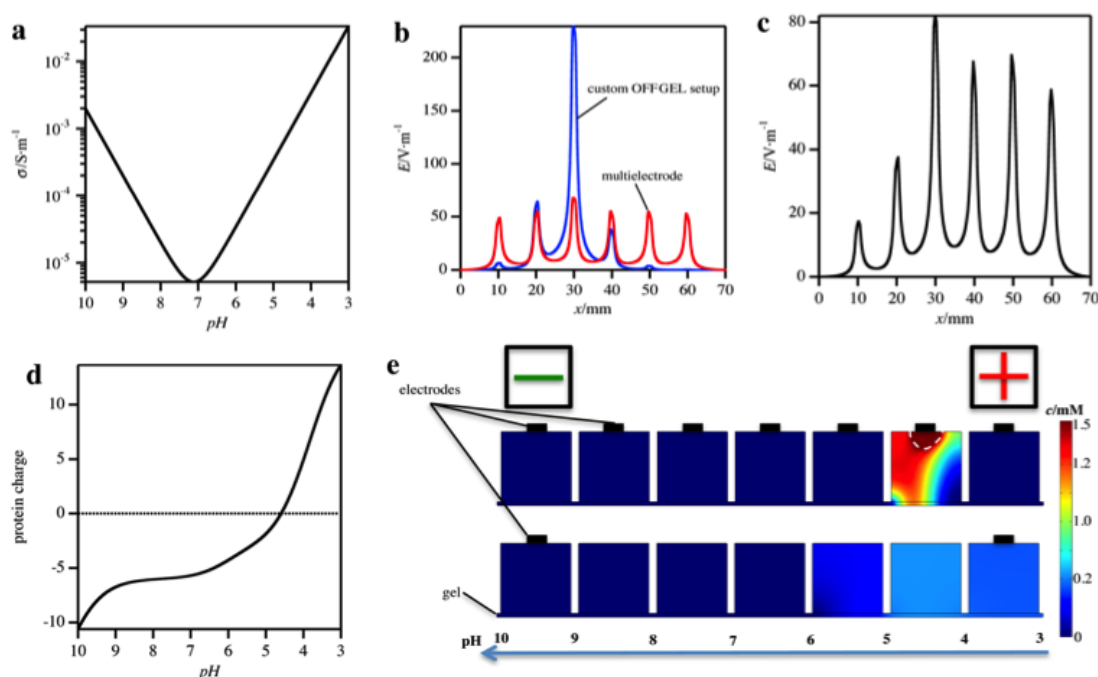 a
σ/S·m⁻¹
10⁻²
10⁻³
10⁻⁴
10⁻⁵
10 9 8 7 6 5 4 3
pH
b
E/V·m⁻¹
200
150
100
50
0
custom OFFGEL setup
multielectrode
0 10 20 30 40 50 60 70
x/mm
c
E/V·m⁻¹
80
60
40
20
0
0 10 20 30 40 50 60 70
x/mm
d
protein charge
10
5
0
-5
-10
10 9 8 7 6 5 4 3
pH
e
electrodes
c/mM
1.5
1.2
1.0
0.2
0
gel
pH 10 9 8 7 6 5 4 3